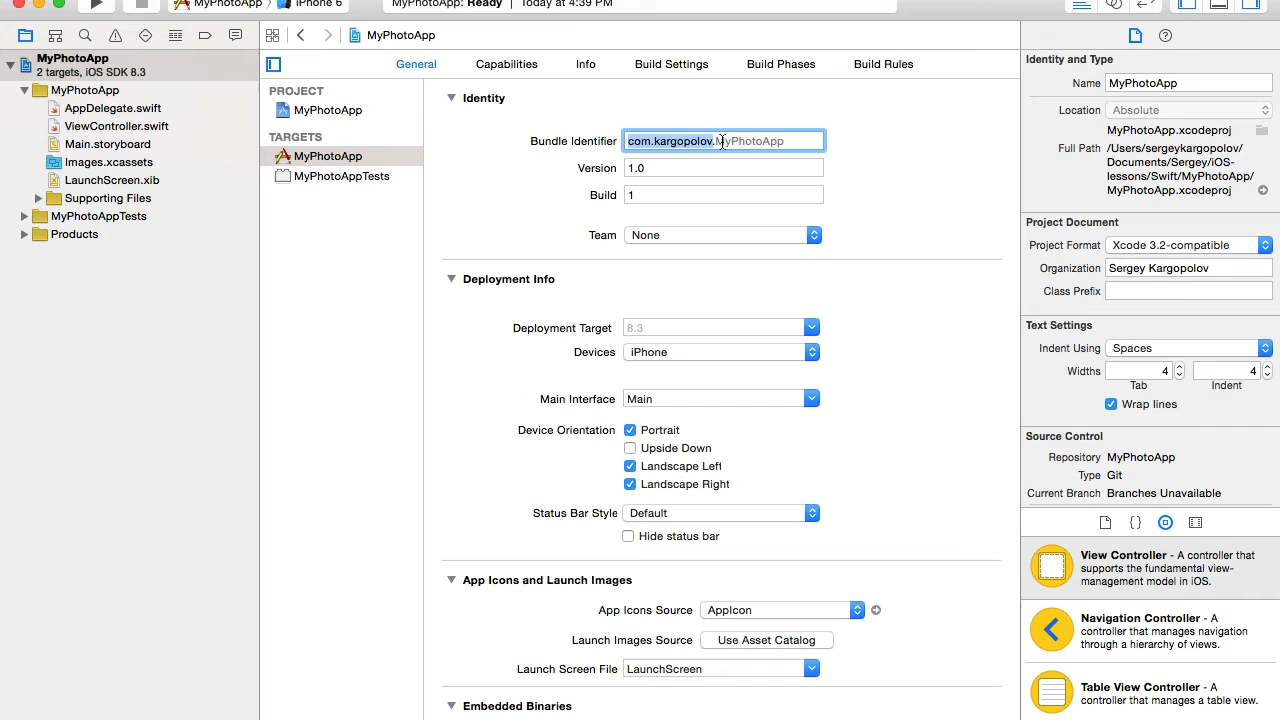 MyPhotoApp
iPhone 6
MyPhotoApp: Ready
Today at 4:39 PM
MyPhotoApp
2 targets, iOS SDK 8.3
MyPhotoApp
AppDelegate.swift
ViewController.swift
Main.storyboard
Images.xcassets
LaunchScreen.xib
Supporting Files
MyPhotoAppTests
Products
MyPhotoApp
General
Capabilities
Info
Build Settings
Build Phases
Build Rules
PROJECT
MyPhotoApp
TARGETS
MyPhotoApp
MyPhotoAppTests
Identity
Bundle Identifier com.kargopolov.MyPhotoApp
Version 1.0
Build 1
Team None
Deployment Info
Deployment Target 8.3
Devices iPhone
Main Interface Main
Device Orientation Portrait
Upside Down
Landscape Left
Landscape Right
Status Bar Style Default
Hide status bar
App Icons and Launch Images
App Icons Source AppIcon
Launch Images Source Use Asset Catalog
Launch Screen File LaunchScreen
Embedded Binaries
Identity and Type
Name MyPhotoApp
Location Absolute
MyPhotoApp.xcodeproj
Full Path /Users/sergeykargopolov/
Documents/Sergey/iOS-
lessons/Swift/MyPhotoApp/
MyPhotoApp.xcodeproj
Project Document
Project Format Xcode 3.2-compatible
Organization Sergey Kargopolov
Class Prefix
Text Settings
Indent Using Spaces
Widths 4 4
Tab Indent
Wrap lines
Source Control
Repository MyPhotoApp
Type Git
Current Branch Branches Unavailable
View Controller - A controller that
supports the fundamental view-
management model in iOS.
Navigation Controller - A
controller that manages navigation
through a hierarchy of views.
Table View Controller - A
controller that manages a table view.